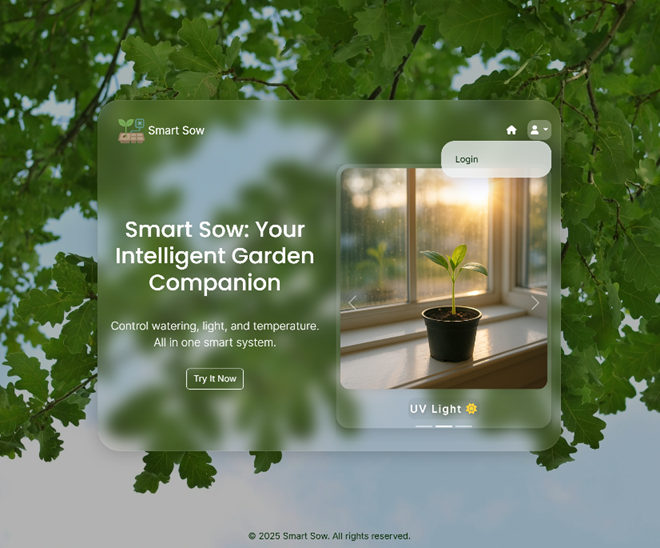 Smart Sow
Login
Smart Sow: Your
Intelligent Garden
Companion
Control watering, light, and temperature.
All in one smart system.
Try It Now
UV Light 🌞
© 2025 Smart Sow. All rights reserved.